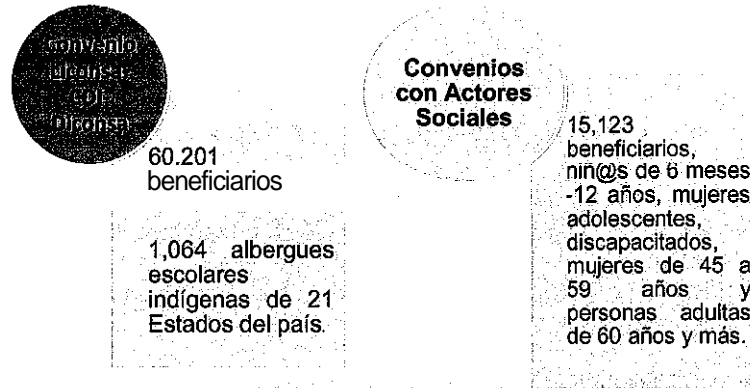 Convenio
Liconsa-
CDI-
Diconsa
60.201
beneficiarios
1,064 albergues
escolares
indígenas de 21
Estados del país.
Convenios
con Actores
Sociales
15,123
beneficiarios,
niñ@s de 6 meses
-12 años, mujeres
adolescentes,
discapacitados,
mujeres de 45 a
59 años y
personas adultas
de 60 años y más.